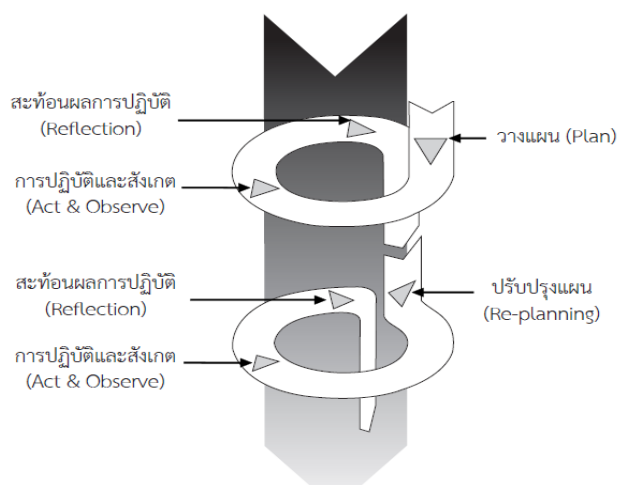 สะท้อนผลการปฏิบัติ
(Reflection)
วางแผน (Plan)
การปฏิบัติและสังเกต
(Act & Observe)
สะท้อนผลการปฏิบัติ
(Reflection)
ปรับปรุงแผน
(Re-planning)
การปฏิบัติและสังเกต
(Act & Observe)